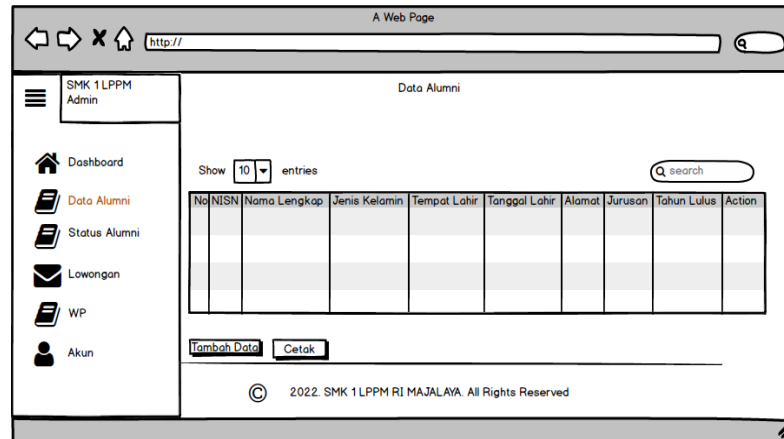 A Web Page
http://
SMK 1 LPPM
Admin
Data Alumni
Dashboard
Data Alumni
Status Alumni
Lowongan
WP
Akun
Show 10 entries
search
No NISN Nama Lengkap Jenis Kelamin Tempat Lahir Tanggal Lahir Alamat Jurusan Tahun Lulus Action
Tambah Data Cetak
© 2022. SMK 1 LPPM RI MAJALAYA. All Rights Reserved